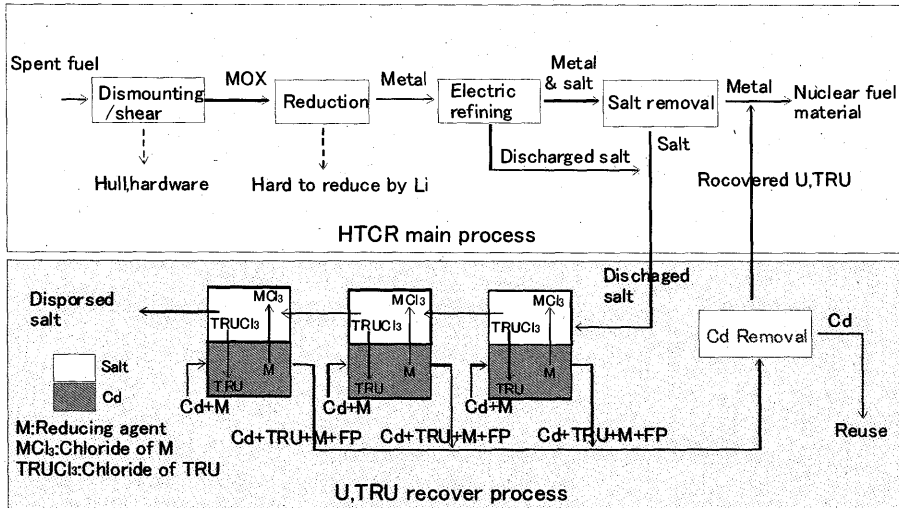 Spent fuel
Dismounting
/shear
MOX
Reduction
Metal
Electric
refining
Metal
& salt
Salt removal
Metal
Nuclear fuel
material
Hull,hardware
Hard to reduce by Li
Discharged salt
Salt
Rocovered U,TRU
HTCR main process
Dischaged
salt
Disporsed
salt
MCl₃
TRUCl₃
TRU
M
MCl₃
TRUCl₃
TRU
M
MCl₃
TRUCl₃
TRU
M
Cd Removal
Cd
Salt
Cd
Cd+M
Cd+M
Cd+M
Cd+TRU+M+FP
Cd+TRU+M+FP
Cd+TRU+M+FP
Reuse
M:Reducing agent
MCl₃:Chloride of M
TRUCl₃:Chloride of TRU
U,TRU recover process